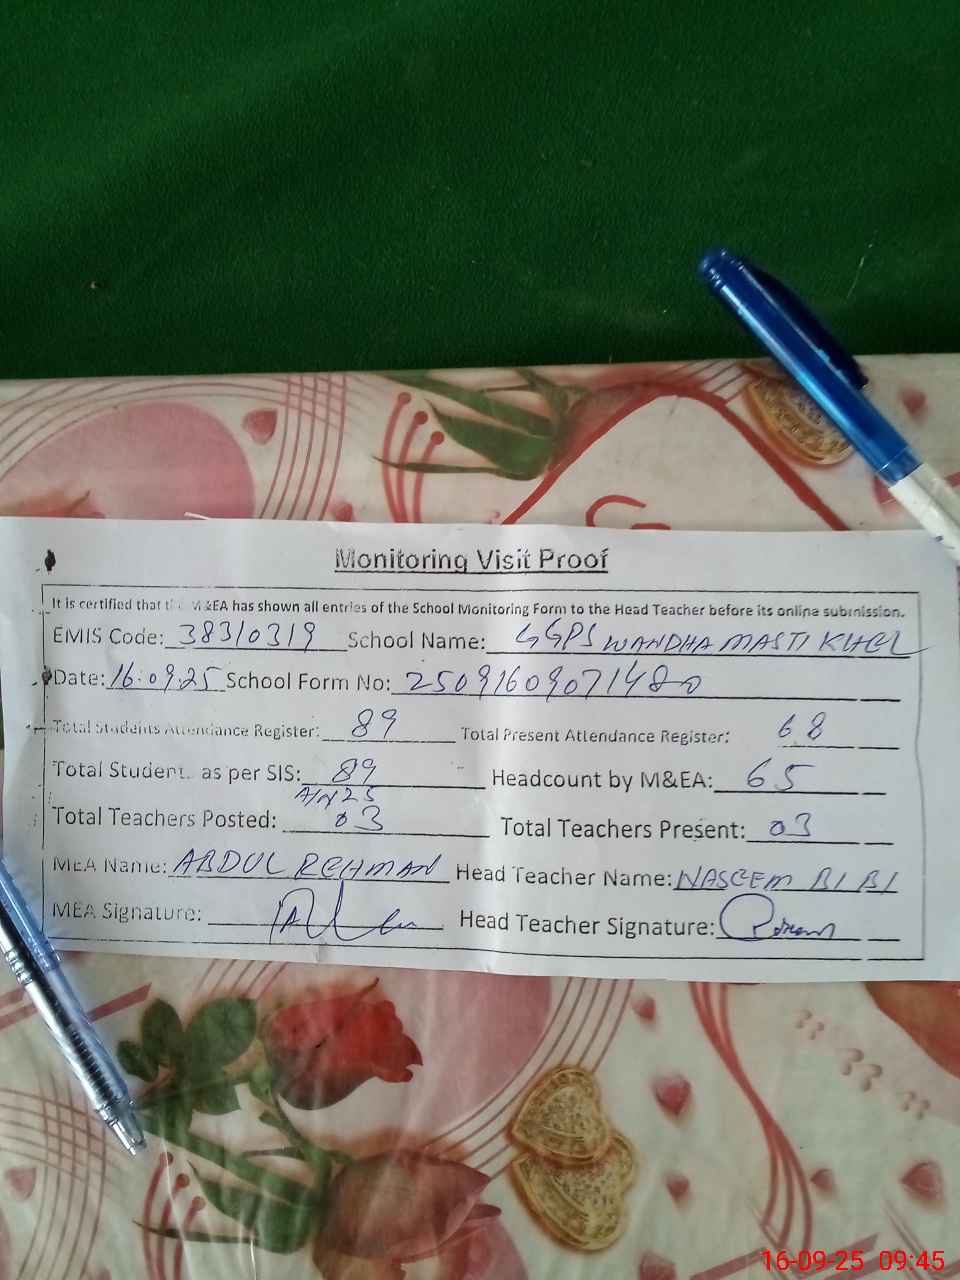 G
Monitoring Visit Proof
It is certified that the M&EA has shown all entries of the School Monitoring Form to the Head Teacher before its online submission.
EMIS Code: 38310319 School Name: GGPS WANDHA MASTI KHEL
Date: 16.09.25 School Form No: 25091609071480
Total Students Attendance Register: 89 Total Present Attendance Register: 68
Total Student as per SIS: 89 Headcount by M&EA: 65
Total Teachers Posted: 03 Total Teachers Present: 03
MEA Name: ABDUL REHMAN Head Teacher Name: NASEEM BIBI
MEA Signature: Head Teacher Signature:
16-09-25 09:45